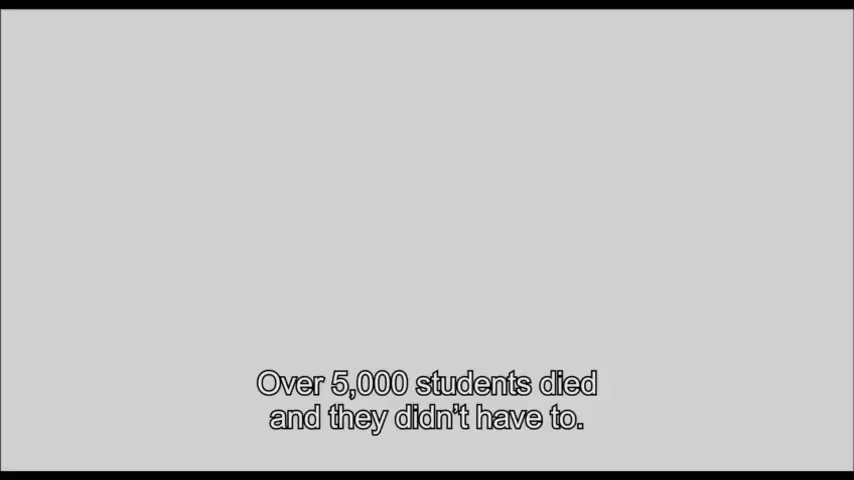 Over 5,000 students died
and they didn't have to.